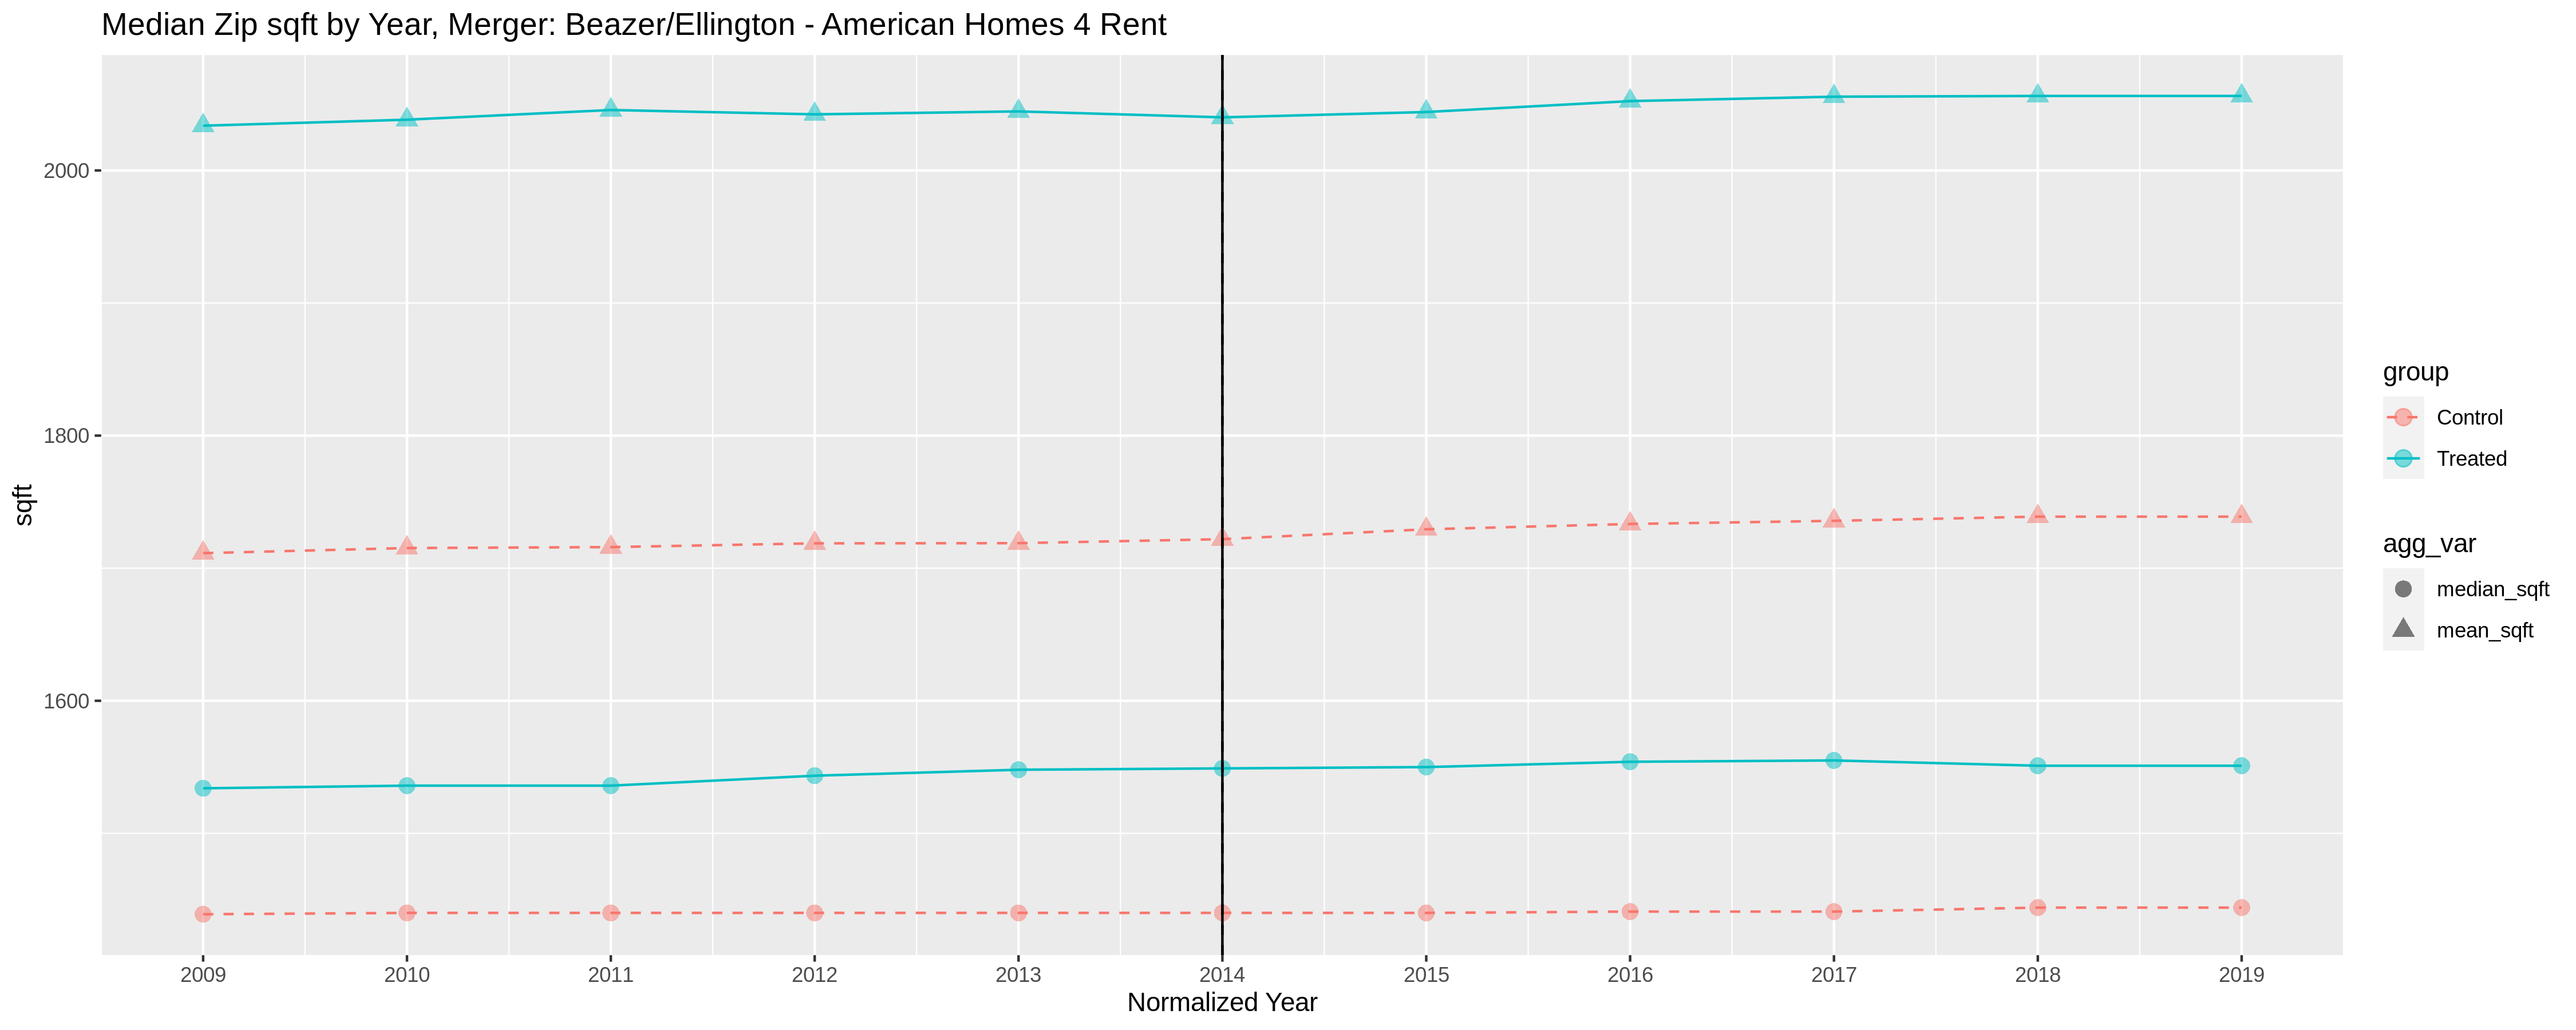 Median Zip sqft by Year, Merger: Beazer/Ellington - American Homes 4 Rent
sqft
2000
1800
1600
2009 2010 2011 2012 2013 2014 2015 2016 2017 2018 2019
Normalized Year
group
Control
Treated
agg_var
median_sqft
mean_sqft